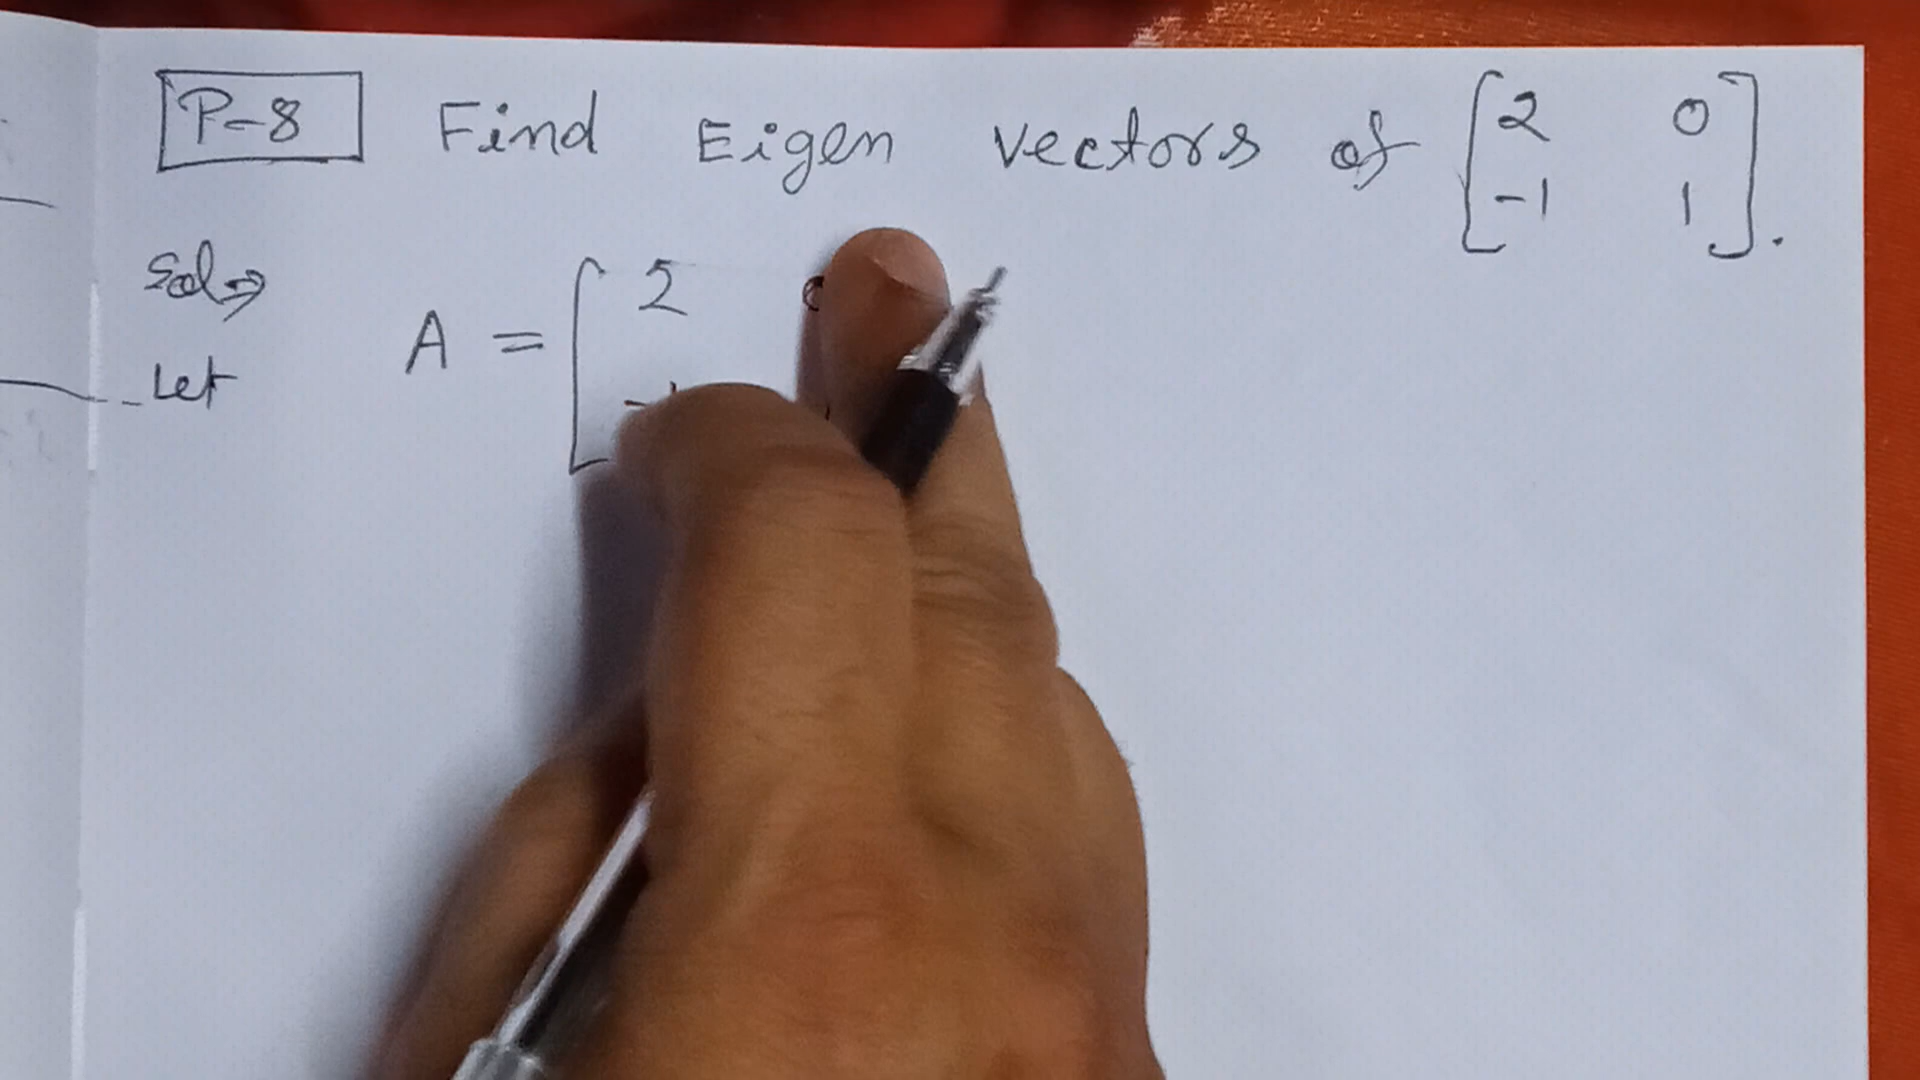 P-8 Find Eigen vectors of [2 0
-1 1].
Sol⇒
Let A = [2